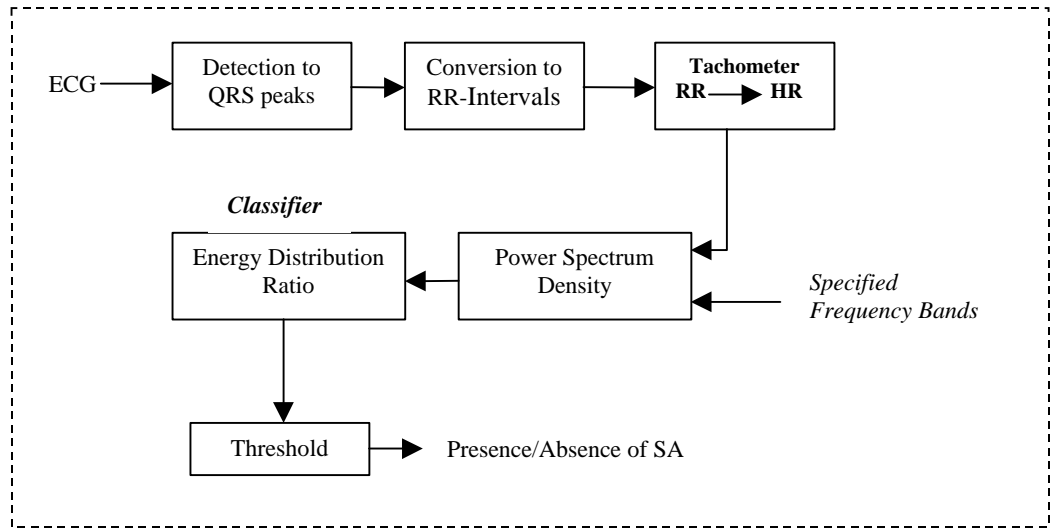 ECG
Detection to
QRS peaks
Conversion to
RR-Intervals
Tachometer
RR HR
Classifier
Energy Distribution
Ratio
Power Spectrum
Density
Specified
Frequency Bands
Threshold
Presence/Absence of SA